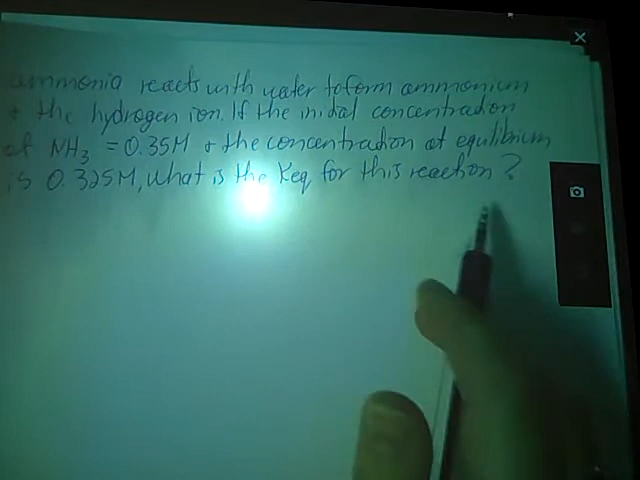 ammonia reacts with water to form ammonium
+ the hydrogen ion. If the initial concentration
of NH3 = 0.35M + the concentration at equilibrium
is 0.325M, what is the Keq for this reaction?